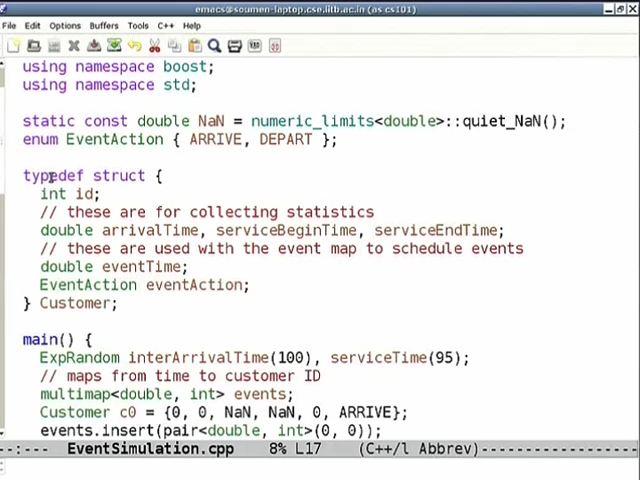 emacs@soumen-laptop.cse.iitb.ac.in (as cs101)
File Edit Options Buffers Tools C++ Help
using namespace boost;
using namespace std;
static const double NaN = numeric_limits<double>::quiet_NaN();
enum EventAction { ARRIVE, DEPART };
typedef struct {
int id;
// these are for collecting statistics
double arrivalTime, serviceBeginTime, serviceEndTime;
// these are used with the event map to schedule events
double eventTime;
EventAction eventAction;
} Customer;
main() {
ExpRandom interArrivalTime(100), serviceTime(95);
// maps from time to customer ID
multimap<double, int> events;
Customer c0 = {0, 0, NaN, NaN, 0, ARRIVE};
events.insert(pair<double, int>(0, 0));
--:--- EventSimulation.cpp 8% L17 (C++/l Abbrev)------------------